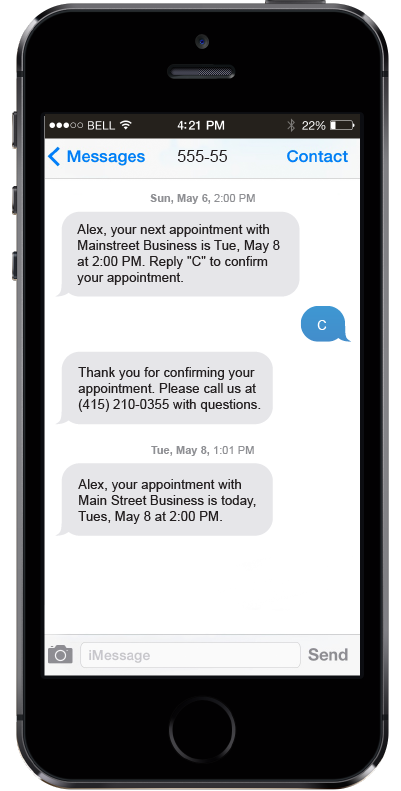 BELL 4:21 PM 22%
Messages 555-55 Contact
Sun, May 6, 2:00 PM
Alex, your next appointment with
Mainstreet Business is Tue, May 8
at 2:00 PM. Reply "C" to confirm
your appointment.
C
Thank you for confirming your
appointment. Please call us at
(415) 210-0355 with questions.
Tue, May 8, 1:01 PM
Alex, your appointment with
Main Street Business is today,
Tues, May 8 at 2:00 PM.
iMessage Send